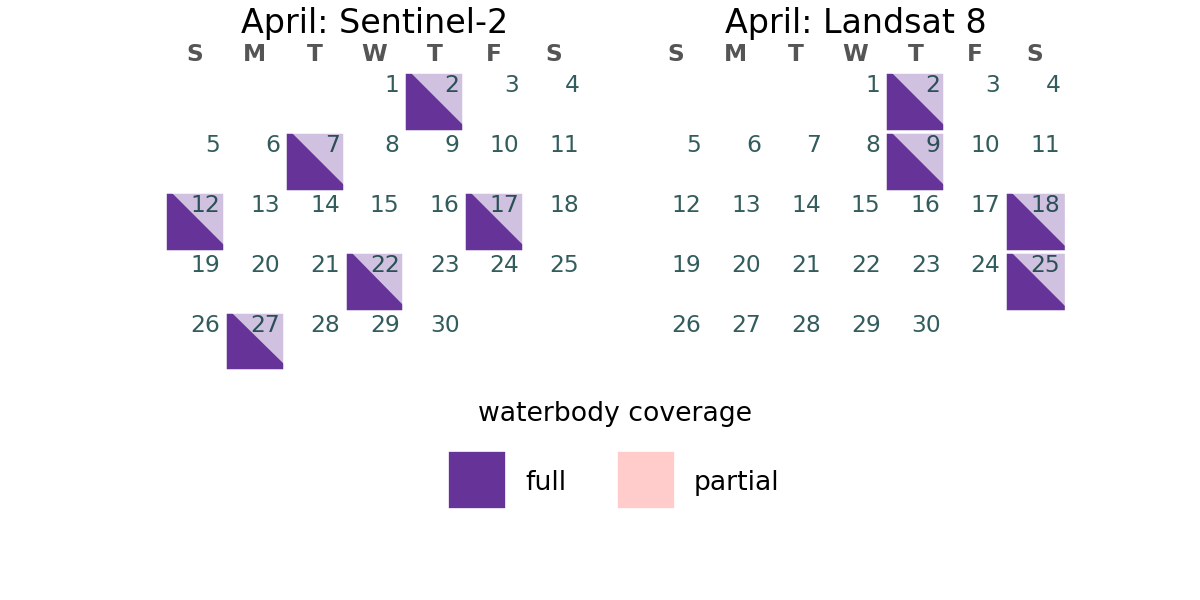 April: Sentinel-2
S M T W T F S
1 2 3 4
5 6 7 8 9 10 11
12 13 14 15 16 17 18
19 20 21 22 23 24 25
26 27 28 29 30
April: Landsat 8
S M T W T F S
1 2 3 4
5 6 7 8 9 10 11
12 13 14 15 16 17 18
19 20 21 22 23 24 25
26 27 28 29 30
waterbody coverage
full partial